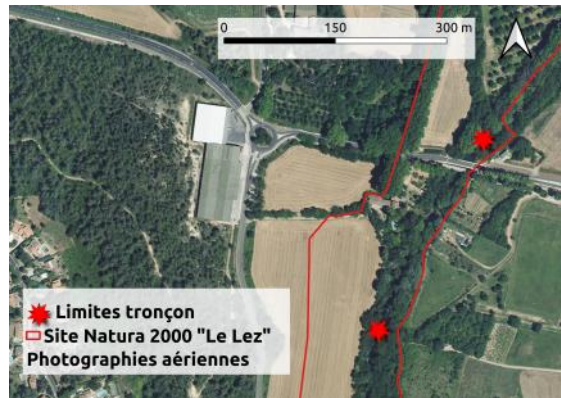 0 150 300 m
Limites tronçon
Site Natura 2000 "Le Lez"
Photographies aériennes